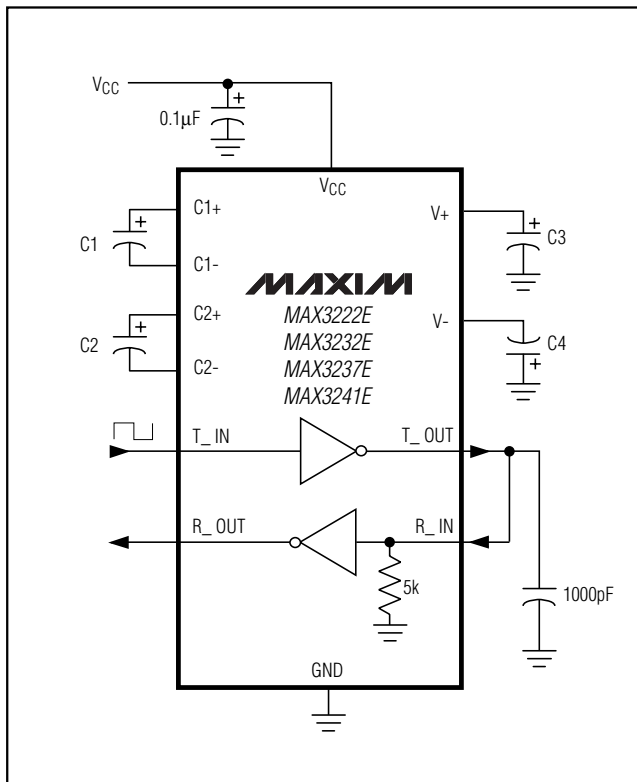 VCC
0.1µF
VCC
C1+
V+
C1
C3
C1-
MAXIM
C2+
MAX3222E
V-
C2
MAX3232E
C4
C2-
MAX3237E
MAX3241E
T_ IN
T_ OUT
R_ OUT
R_ IN
5k
1000pF
GND